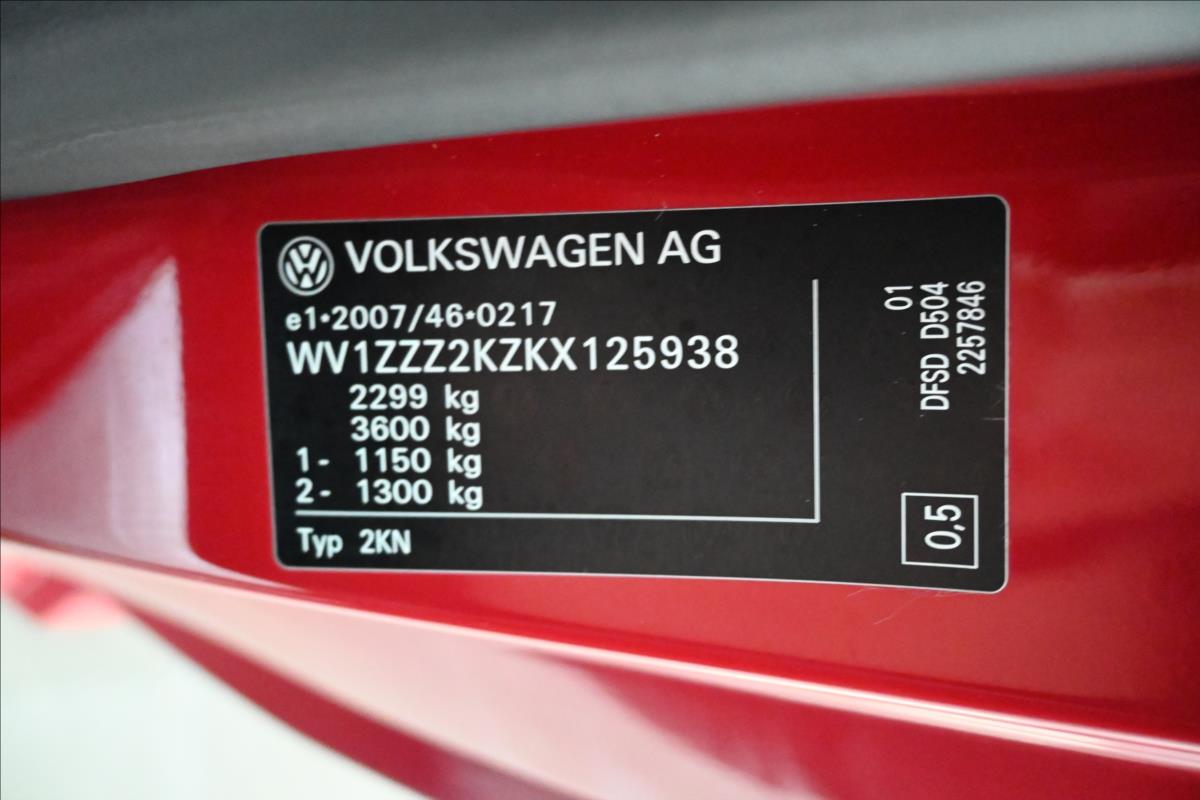 VOLKSWAGEN AG
e1*2007/46*0217
WV1ZZZ2KZKX125938
2299 kg
3600 kg
1- 1150 kg
2- 1300 kg
Typ 2KN
01
DFSD D504
2257846
0,5